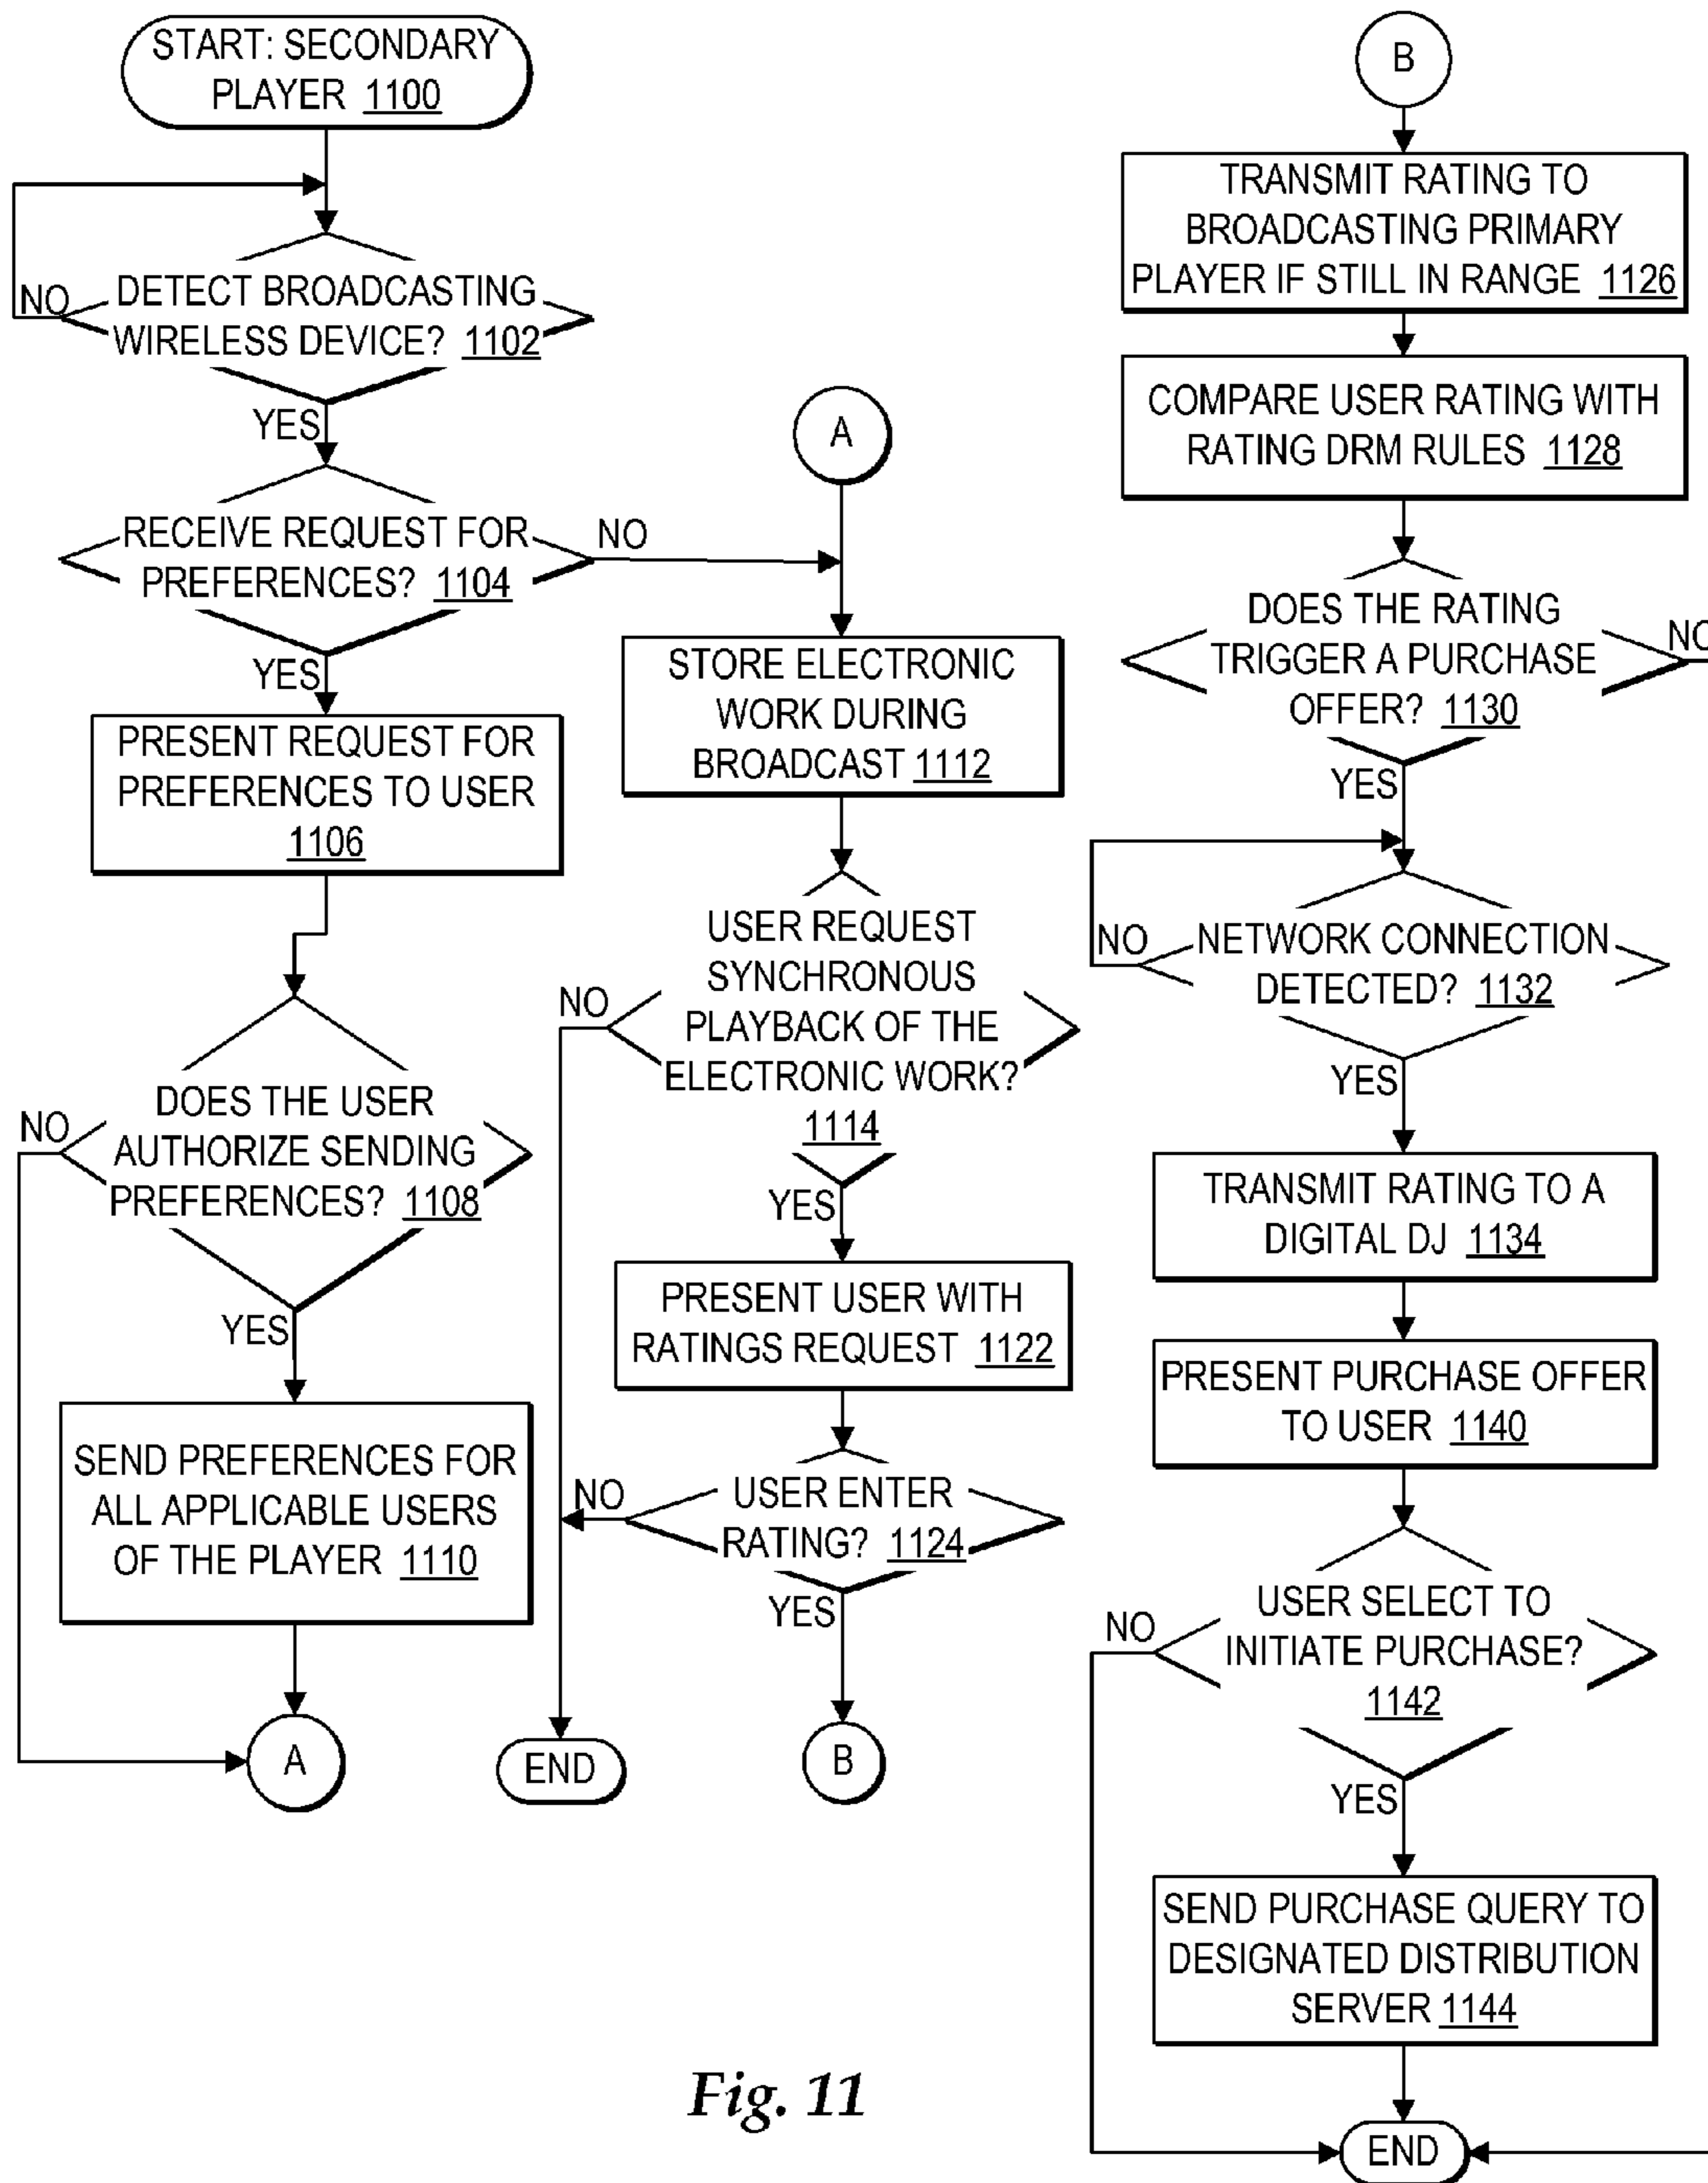 START: SECONDARY
PLAYER 1100
NO
DETECT BROADCASTING
WIRELESS DEVICE? 1102
YES
RECEIVE REQUEST FOR
PREFERENCES? 1104
NO
YES
PRESENT REQUEST FOR
PREFERENCES TO USER
1106
NO
DOES THE USER
AUTHORIZE SENDING
PREFERENCES? 1108
YES
SEND PREFERENCES FOR
ALL APPLICABLE USERS
OF THE PLAYER 1110
A
A
STORE ELECTRONIC
WORK DURING
BROADCAST 1112
NO
USER REQUEST
SYNCHRONOUS
PLAYBACK OF THE
ELECTRONIC WORK?
1114
YES
PRESENT USER WITH
RATINGS REQUEST 1122
NO
USER ENTER
RATING? 1124
YES
END
B
B
TRANSMIT RATING TO
BROADCASTING PRIMARY
PLAYER IF STILL IN RANGE 1126
COMPARE USER RATING WITH
RATING DRM RULES 1128
DOES THE RATING
TRIGGER A PURCHASE
OFFER? 1130
NO
YES
NO
NETWORK CONNECTION
DETECTED? 1132
YES
TRANSMIT RATING TO A
DIGITAL DJ 1134
PRESENT PURCHASE OFFER
TO USER 1140
NO
USER SELECT TO
INITIATE PURCHASE?
1142
YES
SEND PURCHASE QUERY TO
DESIGNATED DISTRIBUTION
SERVER 1144
END
Fig. 11